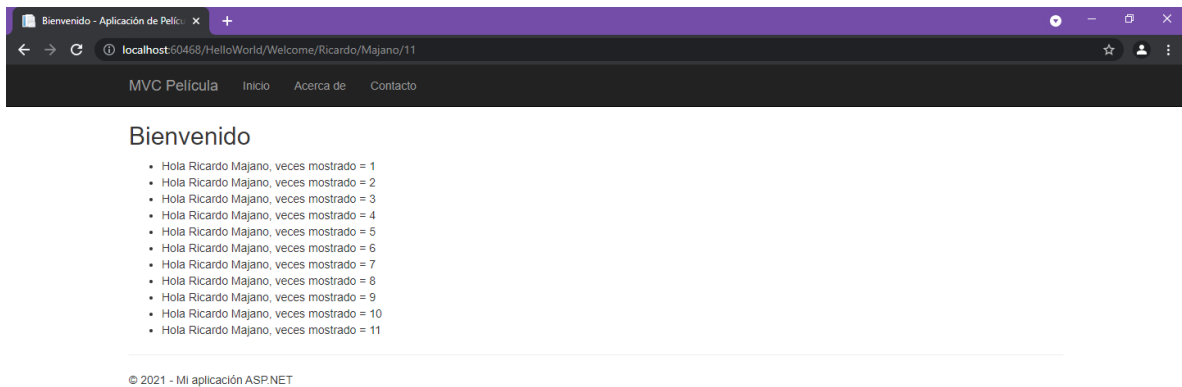 Bienvenido - Aplicación de Pelícu
localhost:60468/HelloWorld/Welcome/Ricardo/Majano/11
MVC Película Inicio Acerca de Contacto
Bienvenido
Hola Ricardo Majano, veces mostrado = 1
Hola Ricardo Majano, veces mostrado = 2
Hola Ricardo Majano, veces mostrado = 3
Hola Ricardo Majano, veces mostrado = 4
Hola Ricardo Majano, veces mostrado = 5
Hola Ricardo Majano, veces mostrado = 6
Hola Ricardo Majano, veces mostrado = 7
Hola Ricardo Majano, veces mostrado = 8
Hola Ricardo Majano, veces mostrado = 9
Hola Ricardo Majano, veces mostrado = 10
Hola Ricardo Majano, veces mostrado = 11
© 2021 - Mi aplicación ASP.NET